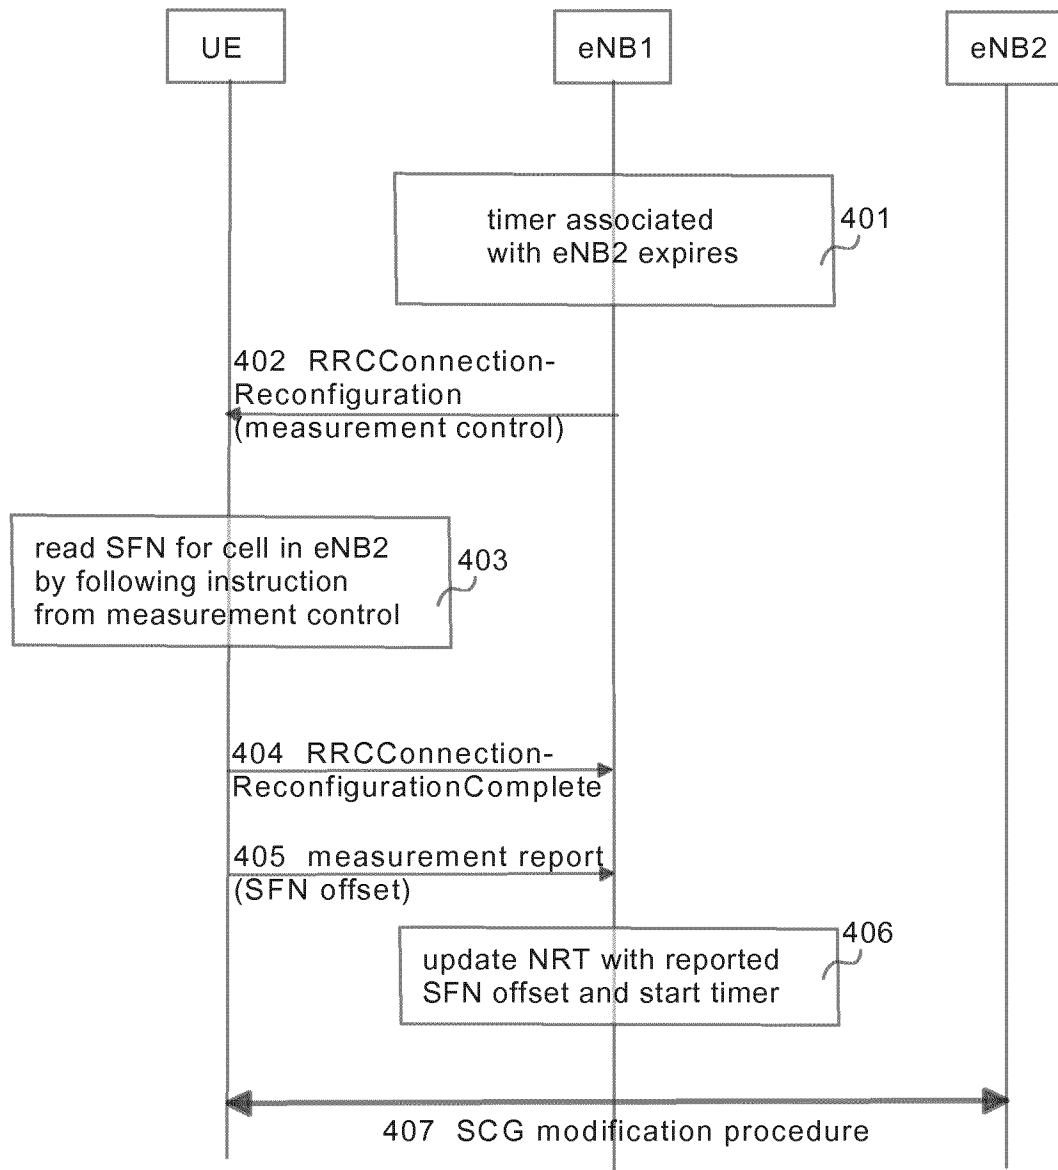 UE
eNB1
eNB2
timer associated
with eNB2 expires
401
402 RRCConnection-
Reconfiguration
(measurement control)
read SFN for cell in eNB2
by following instruction
from measurement control
403
404 RRCConnection-
ReconfigurationComplete
405 measurement report
(SFN offset)
update NRT with reported
SFN offset and start timer
406
407 SCG modification procedure